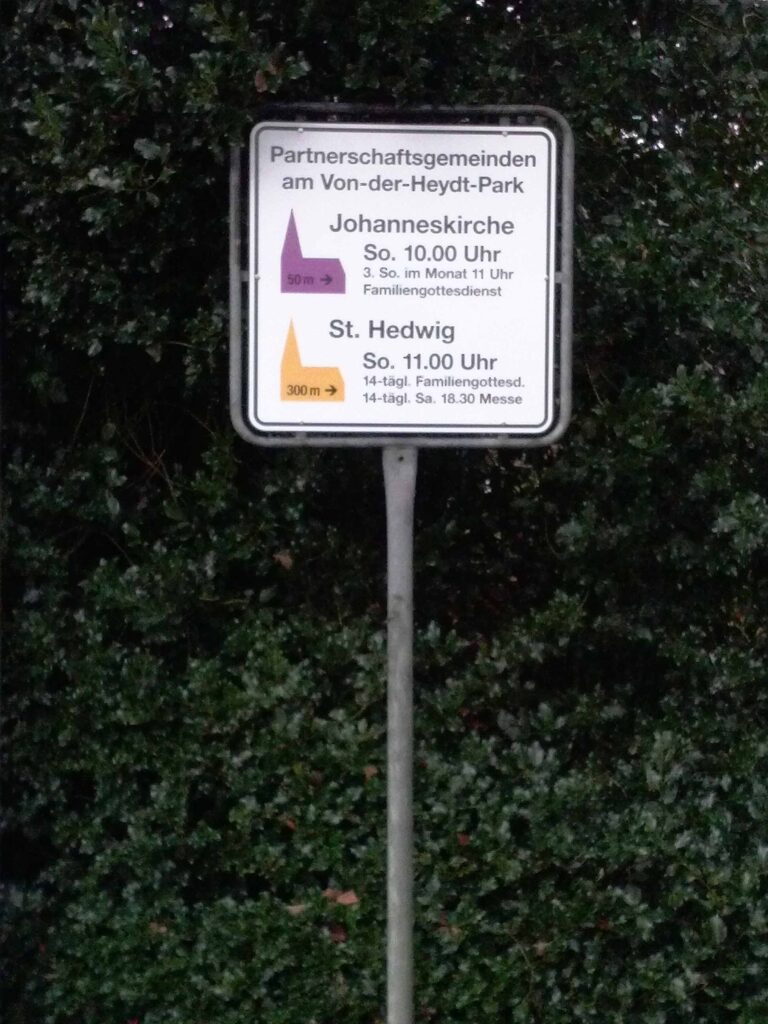 Partnerschaftsgemeinden
am Von-der-Heydt-Park
Johanneskirche
So. 10.00 Uhr
3. So. im Monat 11 Uhr
Familiengottesdienst
50 m →
St. Hedwig
So. 11.00 Uhr
14-tägl. Familiengottesd.
14-tägl. Sa. 18.30 Messe
300 m →